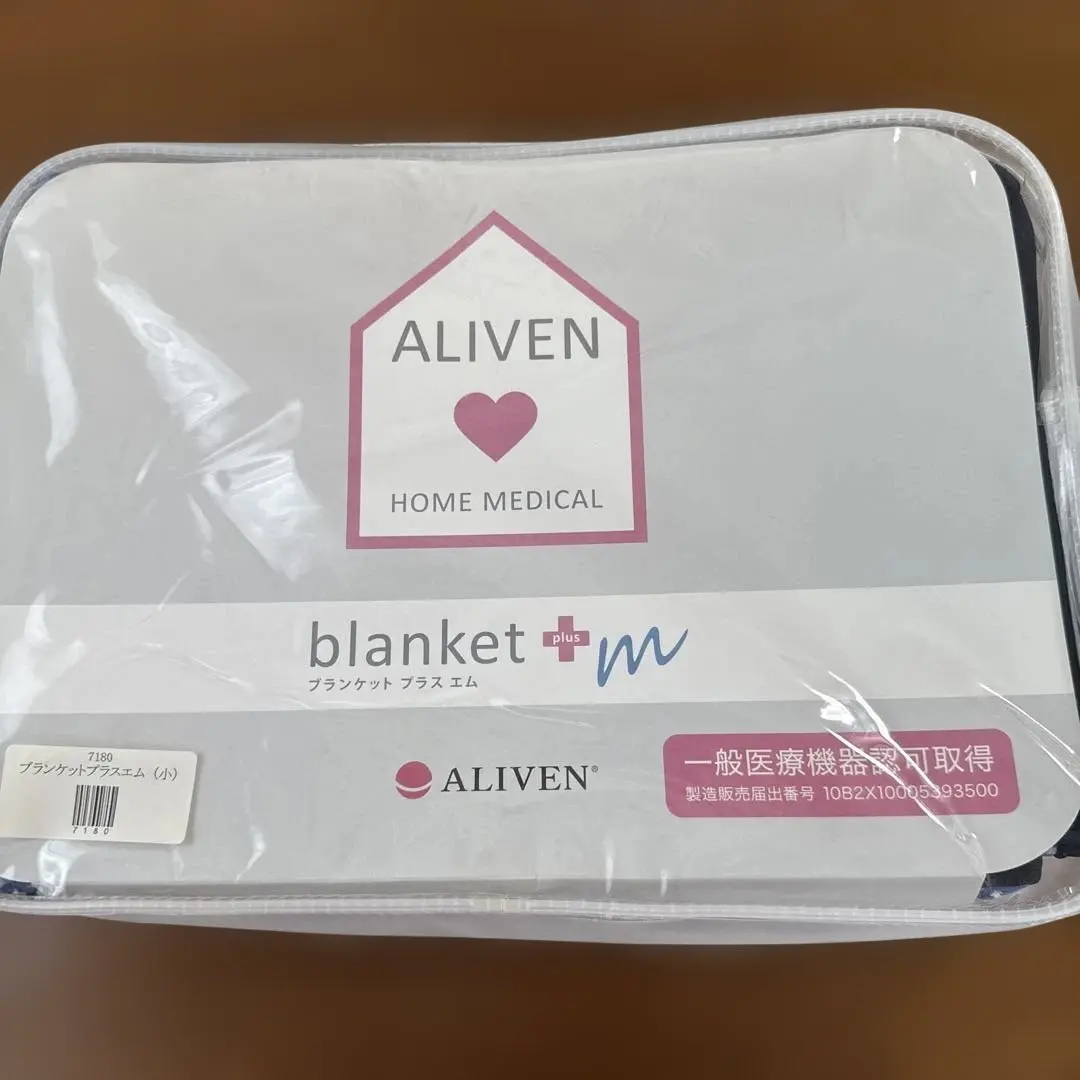 ALIVEN
HOME MEDICAL
blanket plus m
ブランケット プラス エム
7180
ブランケットプラスエム（小）
7180
ALIVEN®
一般医療機器認可取得
製造販売届出番号 10B2X10005393500